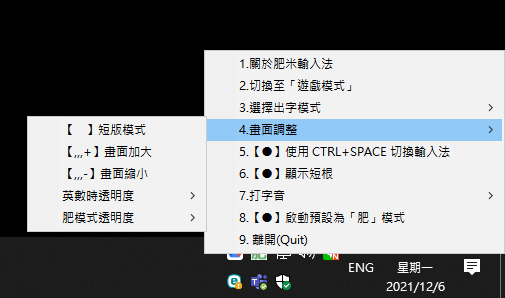 1.關於肥米輸入法
2.切換至「遊戲模式」
3.選擇出字模式
4.畫面調整
5.【●】使用 CTRL+SPACE 切換輸入法
6.【●】顯示短根
7.打字音
8.【●】啟動預設為「肥」模式
9. 離開(Quit)
【　】短版模式
【,,,+】畫面加大
【,,,-】畫面縮小
英數時透明度
肥模式透明度
ENG
星期一
2021/12/6